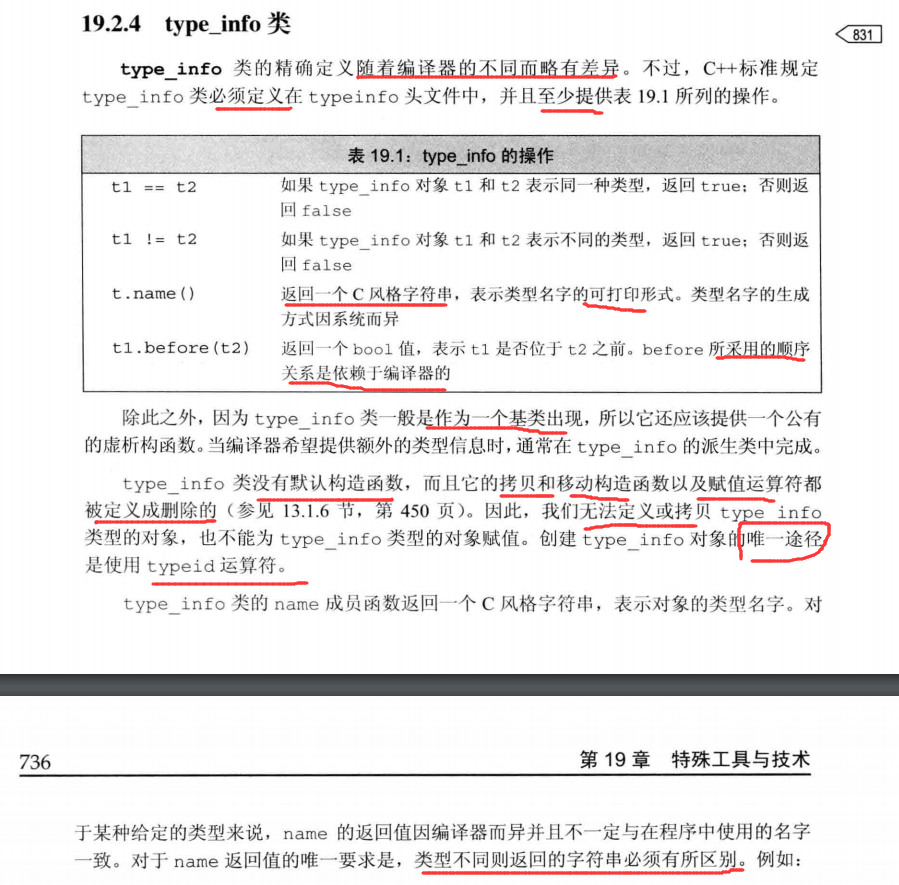 19.2.4 type_info 类
831
type_info 类的精确定义随着编译器的不同而略有差异。不过，C++标准规定
type_info 类必须定义在 typeinfo 头文件中，并且至少提供表 19.1 所列的操作。
表 19.1：type_info 的操作
t1 == t2 如果 type_info 对象 t1 和 t2 表示同一种类型，返回 true；否则返
回 false
t1 != t2 如果 type_info 对象 t1 和 t2 表示不同的类型，返回 true；否则返
回 false
t.name() 返回一个 C 风格字符串，表示类型名字的可打印形式。类型名字的生成
方式因系统而异
t1.before(t2) 返回一个 bool 值，表示 t1 是否位于 t2 之前。before 所采用的顺序
关系是依赖于编译器的
除此之外，因为 type_info 类一般是作为一个基类出现，所以它还应该提供一个公有
的虚析构函数。当编译器希望提供额外的类型信息时，通常在 type_info 的派生类中完成。
type_info 类没有默认构造函数，而且它的拷贝和移动构造函数以及赋值运算符都
被定义成删除的（参见 13.1.6 节，第 450 页）。因此，我们无法定义或拷贝 type_info
类型的对象，也不能为 type_info 类型的对象赋值。创建 type_info 对象的唯一途径
是使用 typeid 运算符。
type_info 类的 name 成员函数返回一个 C 风格字符串，表示对象的类型名字。对
736
第 19 章 特殊工具与技术
于某种给定的类型来说，name 的返回值因编译器而异并且不一定与在程序中使用的名字
一致。对于 name 返回值的唯一要求是，类型不同则返回的字符串必须有所区别。例如：